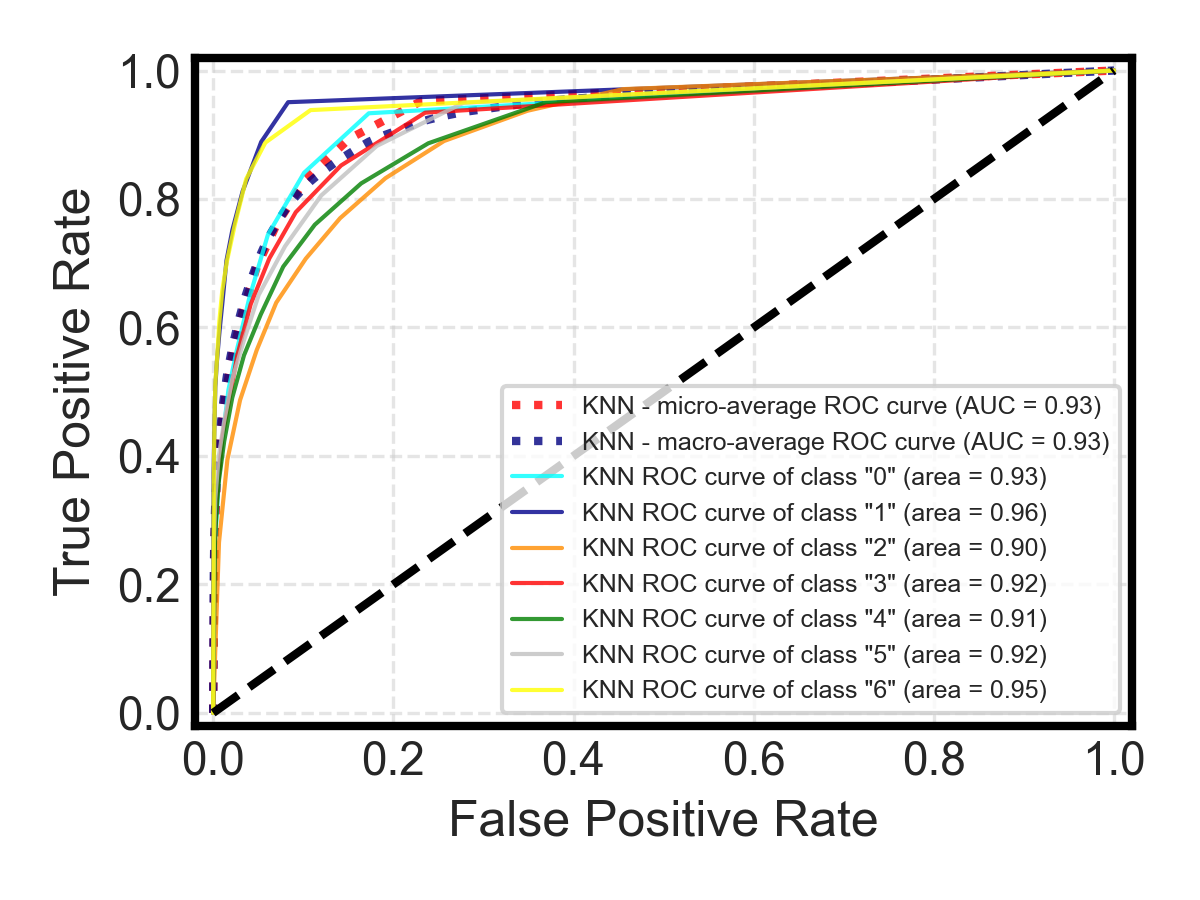 1.0
0.8
0.6
0.4
0.2
0.0
True Positive Rate
KNN - micro-average ROC curve (AUC = 0.93)
KNN - macro-average ROC curve (AUC = 0.93)
KNN ROC curve of class "0" (area = 0.93)
KNN ROC curve of class "1" (area = 0.96)
KNN ROC curve of class "2" (area = 0.90)
KNN ROC curve of class "3" (area = 0.92)
KNN ROC curve of class "4" (area = 0.91)
KNN ROC curve of class "5" (area = 0.92)
KNN ROC curve of class "6" (area = 0.95)
0.0 0.2 0.4 0.6 0.8 1.0
False Positive Rate